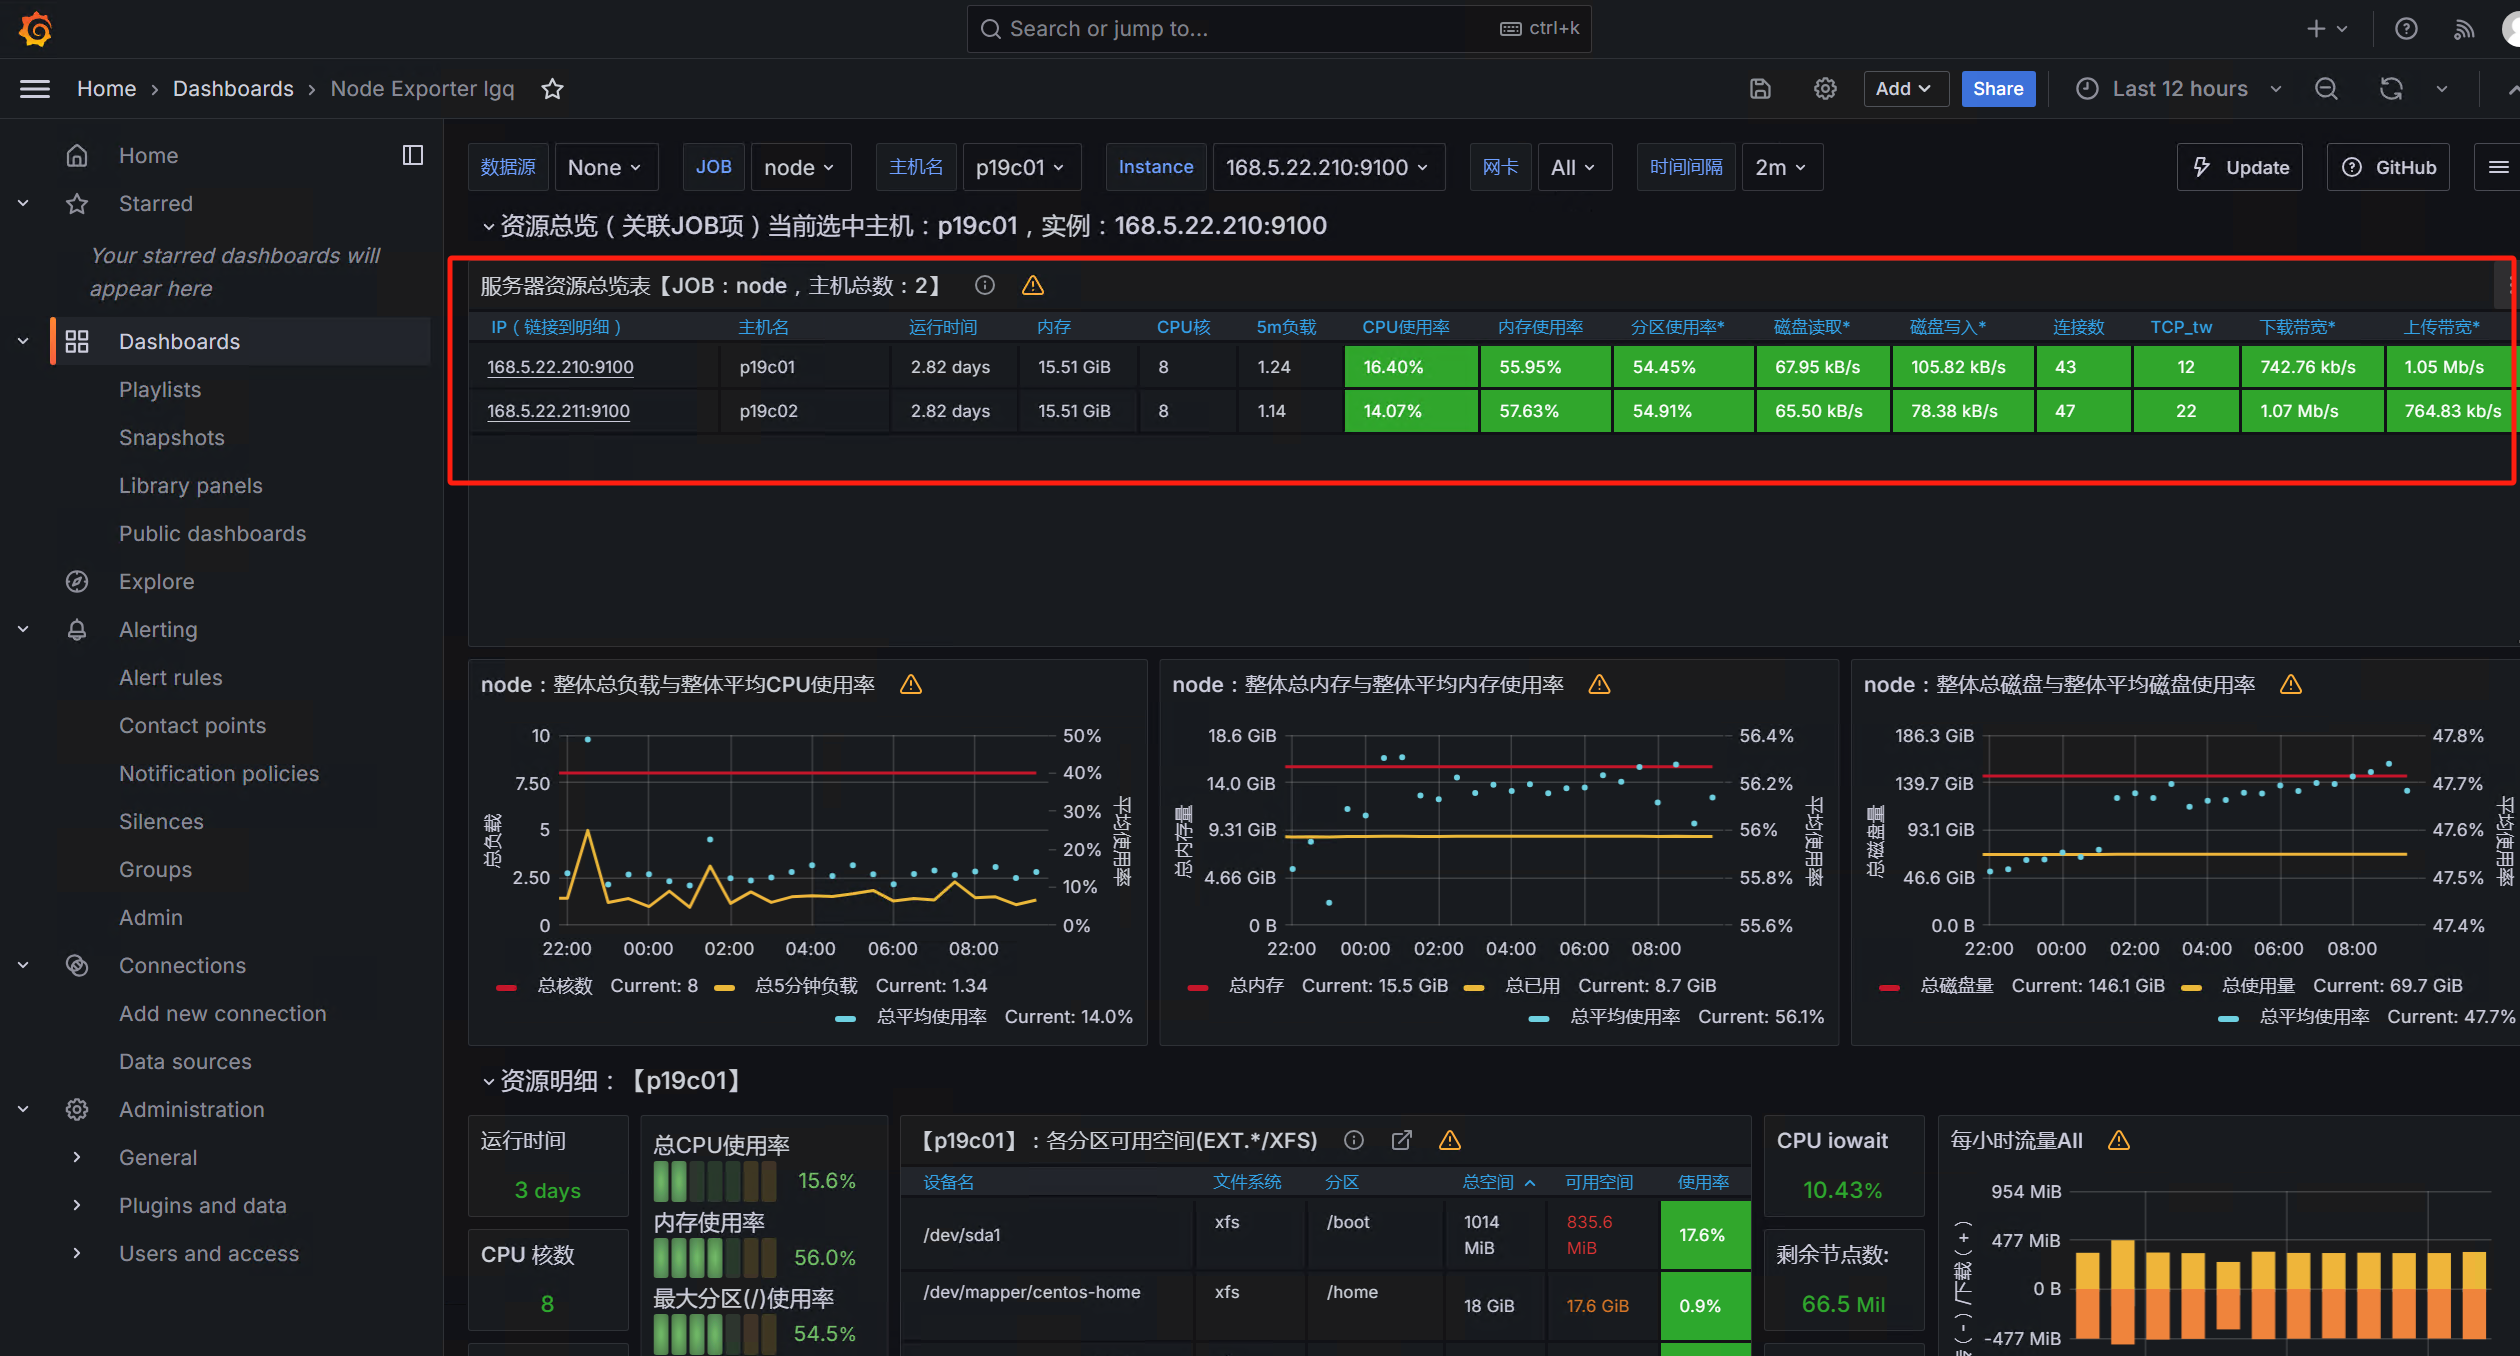 Search or jump to... ctrl+k
Home › Dashboards › Node Exporter lgq
Add Share Last 12 hours
Home
Starred
Your starred dashboards will
appear here
Dashboards
Playlists
Snapshots
Library panels
Public dashboards
Explore
Alerting
Alert rules
Contact points
Notification policies
Silences
Groups
Admin
Connections
Add new connection
Data sources
Administration
General
Plugins and data
Users and access
数据源 None JOB node 主机名 p19c01 Instance 168.5.22.210:9100 网卡 All 时间间隔 2m Update GitHub
资源总览（关联JOB项）当前选中主机：p19c01，实例：168.5.22.210:9100
服务器资源总览表【JOB：node，主机总数：2】
IP（链接到明细） 主机名 运行时间 内存 CPU核 5m负载 CPU使用率 内存使用率 分区使用率* 磁盘读取* 磁盘写入* 连接数 TCP_tw 下载带宽* 上传带宽*
168.5.22.210:9100 p19c01 2.82 days 15.51 GiB 8 1.24 16.40% 55.95% 54.45% 67.95 kB/s 105.82 kB/s 43 12 742.76 kb/s 1.05 Mb/s
168.5.22.211:9100 p19c02 2.82 days 15.51 GiB 8 1.14 14.07% 57.63% 54.91% 65.50 kB/s 78.38 kB/s 47 22 1.07 Mb/s 764.83 kb/s
node：整体总负载与整体平均CPU使用率
10
7.50
5
2.50
0
总负载
50%
40%
30%
20%
10%
0%
平均使用率
22:00 00:00 02:00 04:00 06:00 08:00
总核数 Current: 8 总5分钟负载 Current: 1.34
总平均使用率 Current: 14.0%
node：整体总内存与整体平均内存使用率
18.6 GiB
14.0 GiB
9.31 GiB
4.66 GiB
0 B
总内存量
56.4%
56.2%
56%
55.8%
55.6%
平均使用率
22:00 00:00 02:00 04:00 06:00 08:00
总内存 Current: 15.5 GiB 总已用 Current: 8.7 GiB
总平均使用率 Current: 56.1%
node：整体总磁盘与整体平均磁盘使用率
186.3 GiB
139.7 GiB
93.1 GiB
46.6 GiB
0.0 B
总磁盘量
47.8%
47.7%
47.6%
47.5%
47.4%
平均使用率
22:00 00:00 02:00 04:00 06:00 08:00
总磁盘量 Current: 146.1 GiB 总使用量 Current: 69.7 GiB
总平均使用率 Current: 47.7%
资源明细：【p19c01】
运行时间
3 days
CPU 核数
8
总CPU使用率
15.6%
内存使用率
56.0%
最大分区(/)使用率
54.5%
【p19c01】：各分区可用空间(EXT.*/XFS)
设备名 文件系统 分区 总空间 可用空间 使用率
/dev/sda1 xfs /boot 1014 MiB 835.6 MiB 17.6%
/dev/mapper/centos-home xfs /home 18 GiB 17.6 GiB 0.9%
CPU iowait
10.43%
剩余节点数:
66.5 Mil
每小时流量All
954 MiB
477 MiB
0 B
-477 MiB
(-)/下载(+)